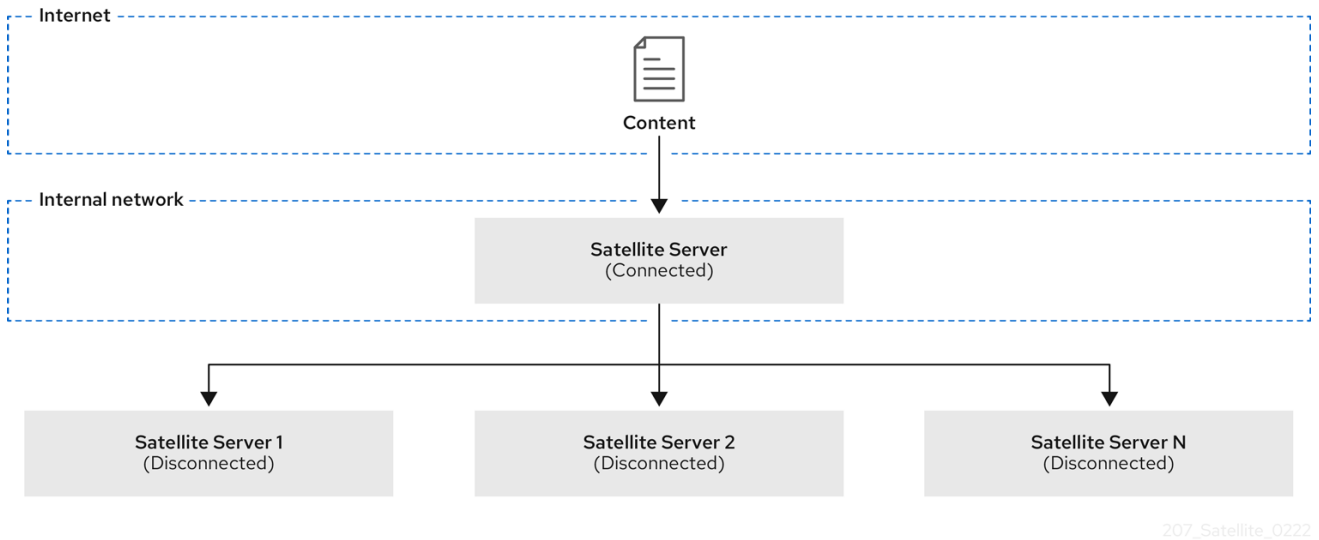 Internet
Content
Internal network
Satellite Server
(Connected)
Satellite Server 1
(Disconnected)
Satellite Server 2
(Disconnected)
Satellite Server N
(Disconnected)
207_Satellite_0222